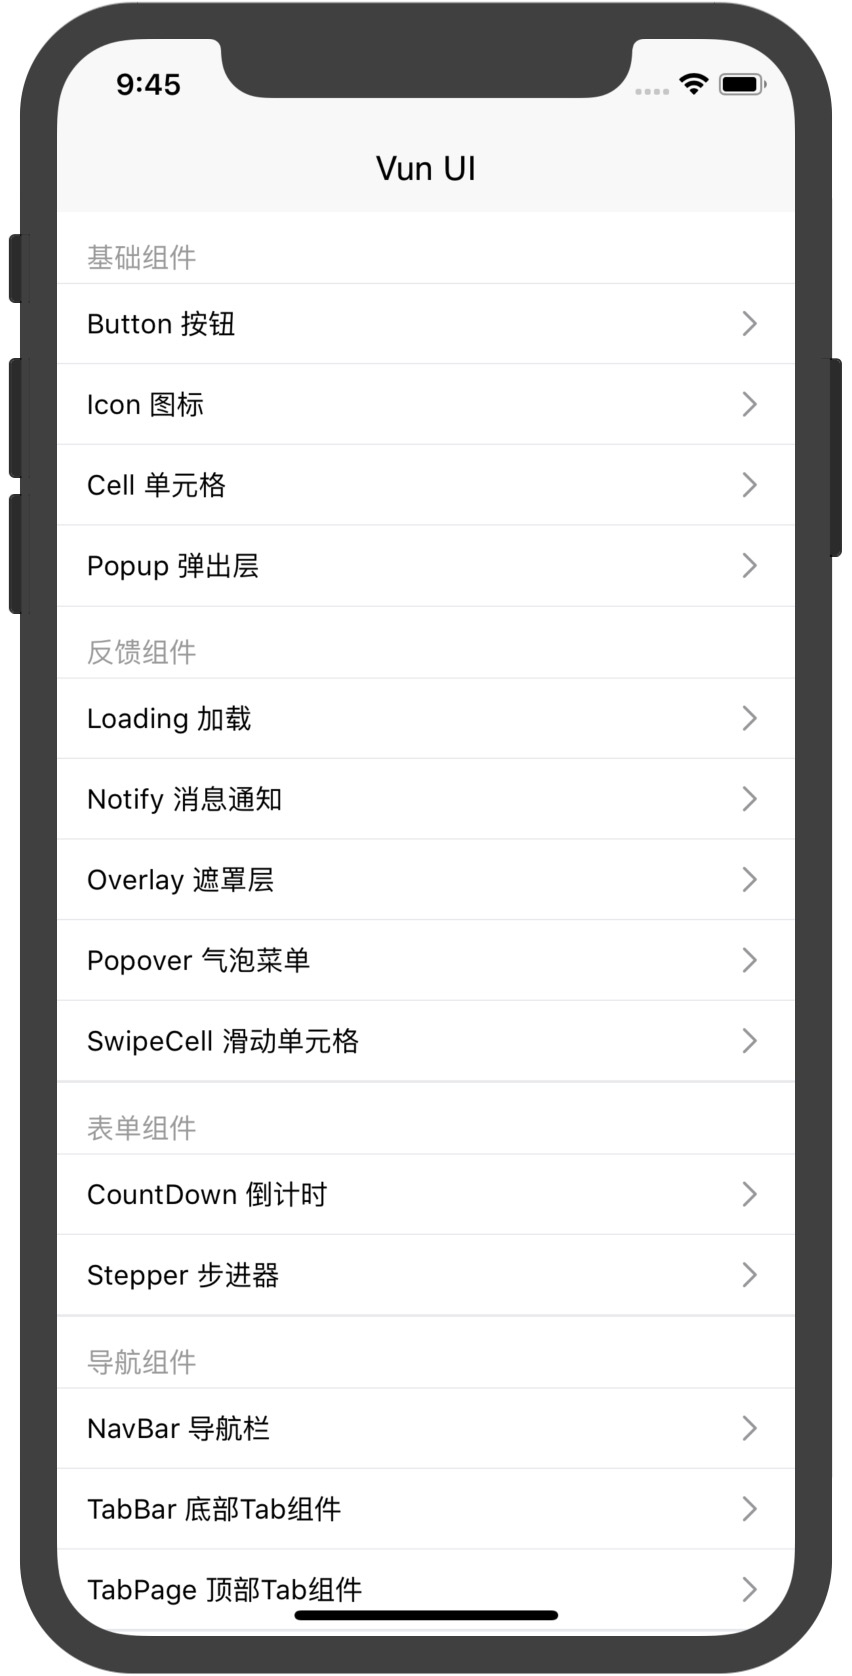 9:45
Vun UI
基础组件
Button 按钮
Icon 图标
Cell 单元格
Popup 弹出层
反馈组件
Loading 加载
Notify 消息通知
Overlay 遮罩层
Popover 气泡菜单
SwipeCell 滑动单元格
表单组件
CountDown 倒计时
Stepper 步进器
导航组件
NavBar 导航栏
TabBar 底部Tab组件
TabPage 顶部Tab组件